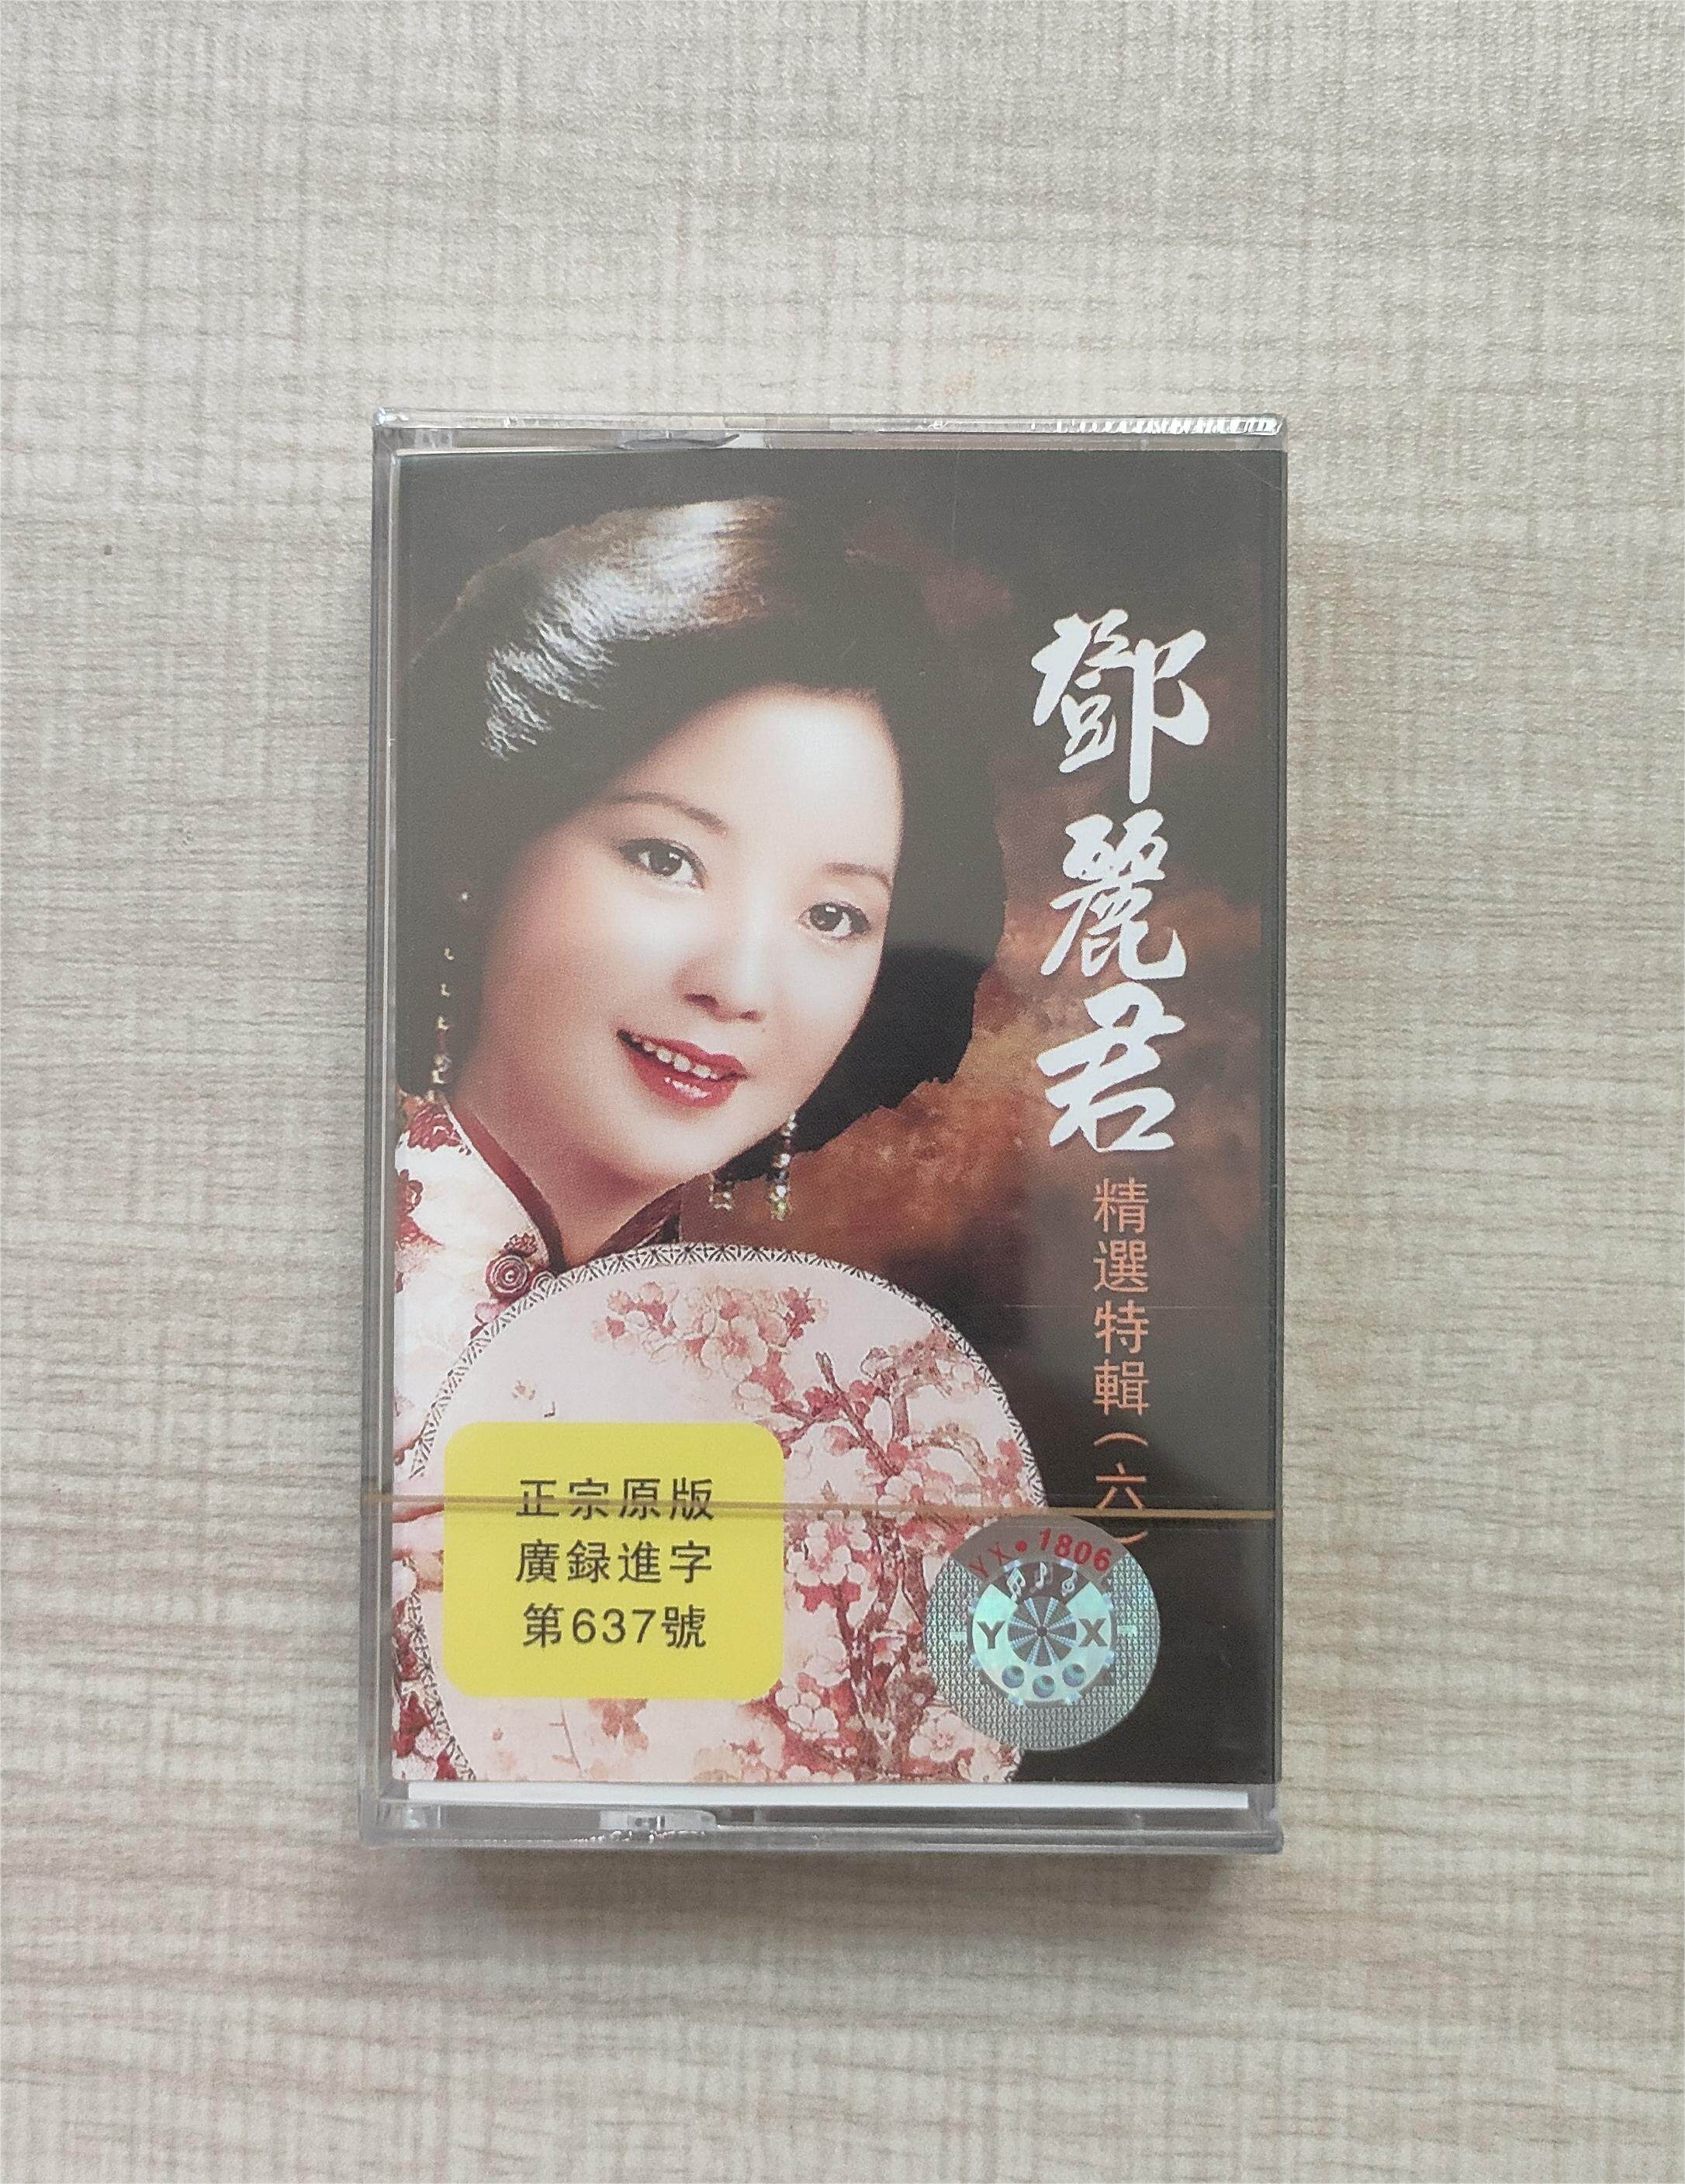 鄧麗君
精選特輯(六)
正宗原版
廣録進字
第637號
YX•1806
Y X